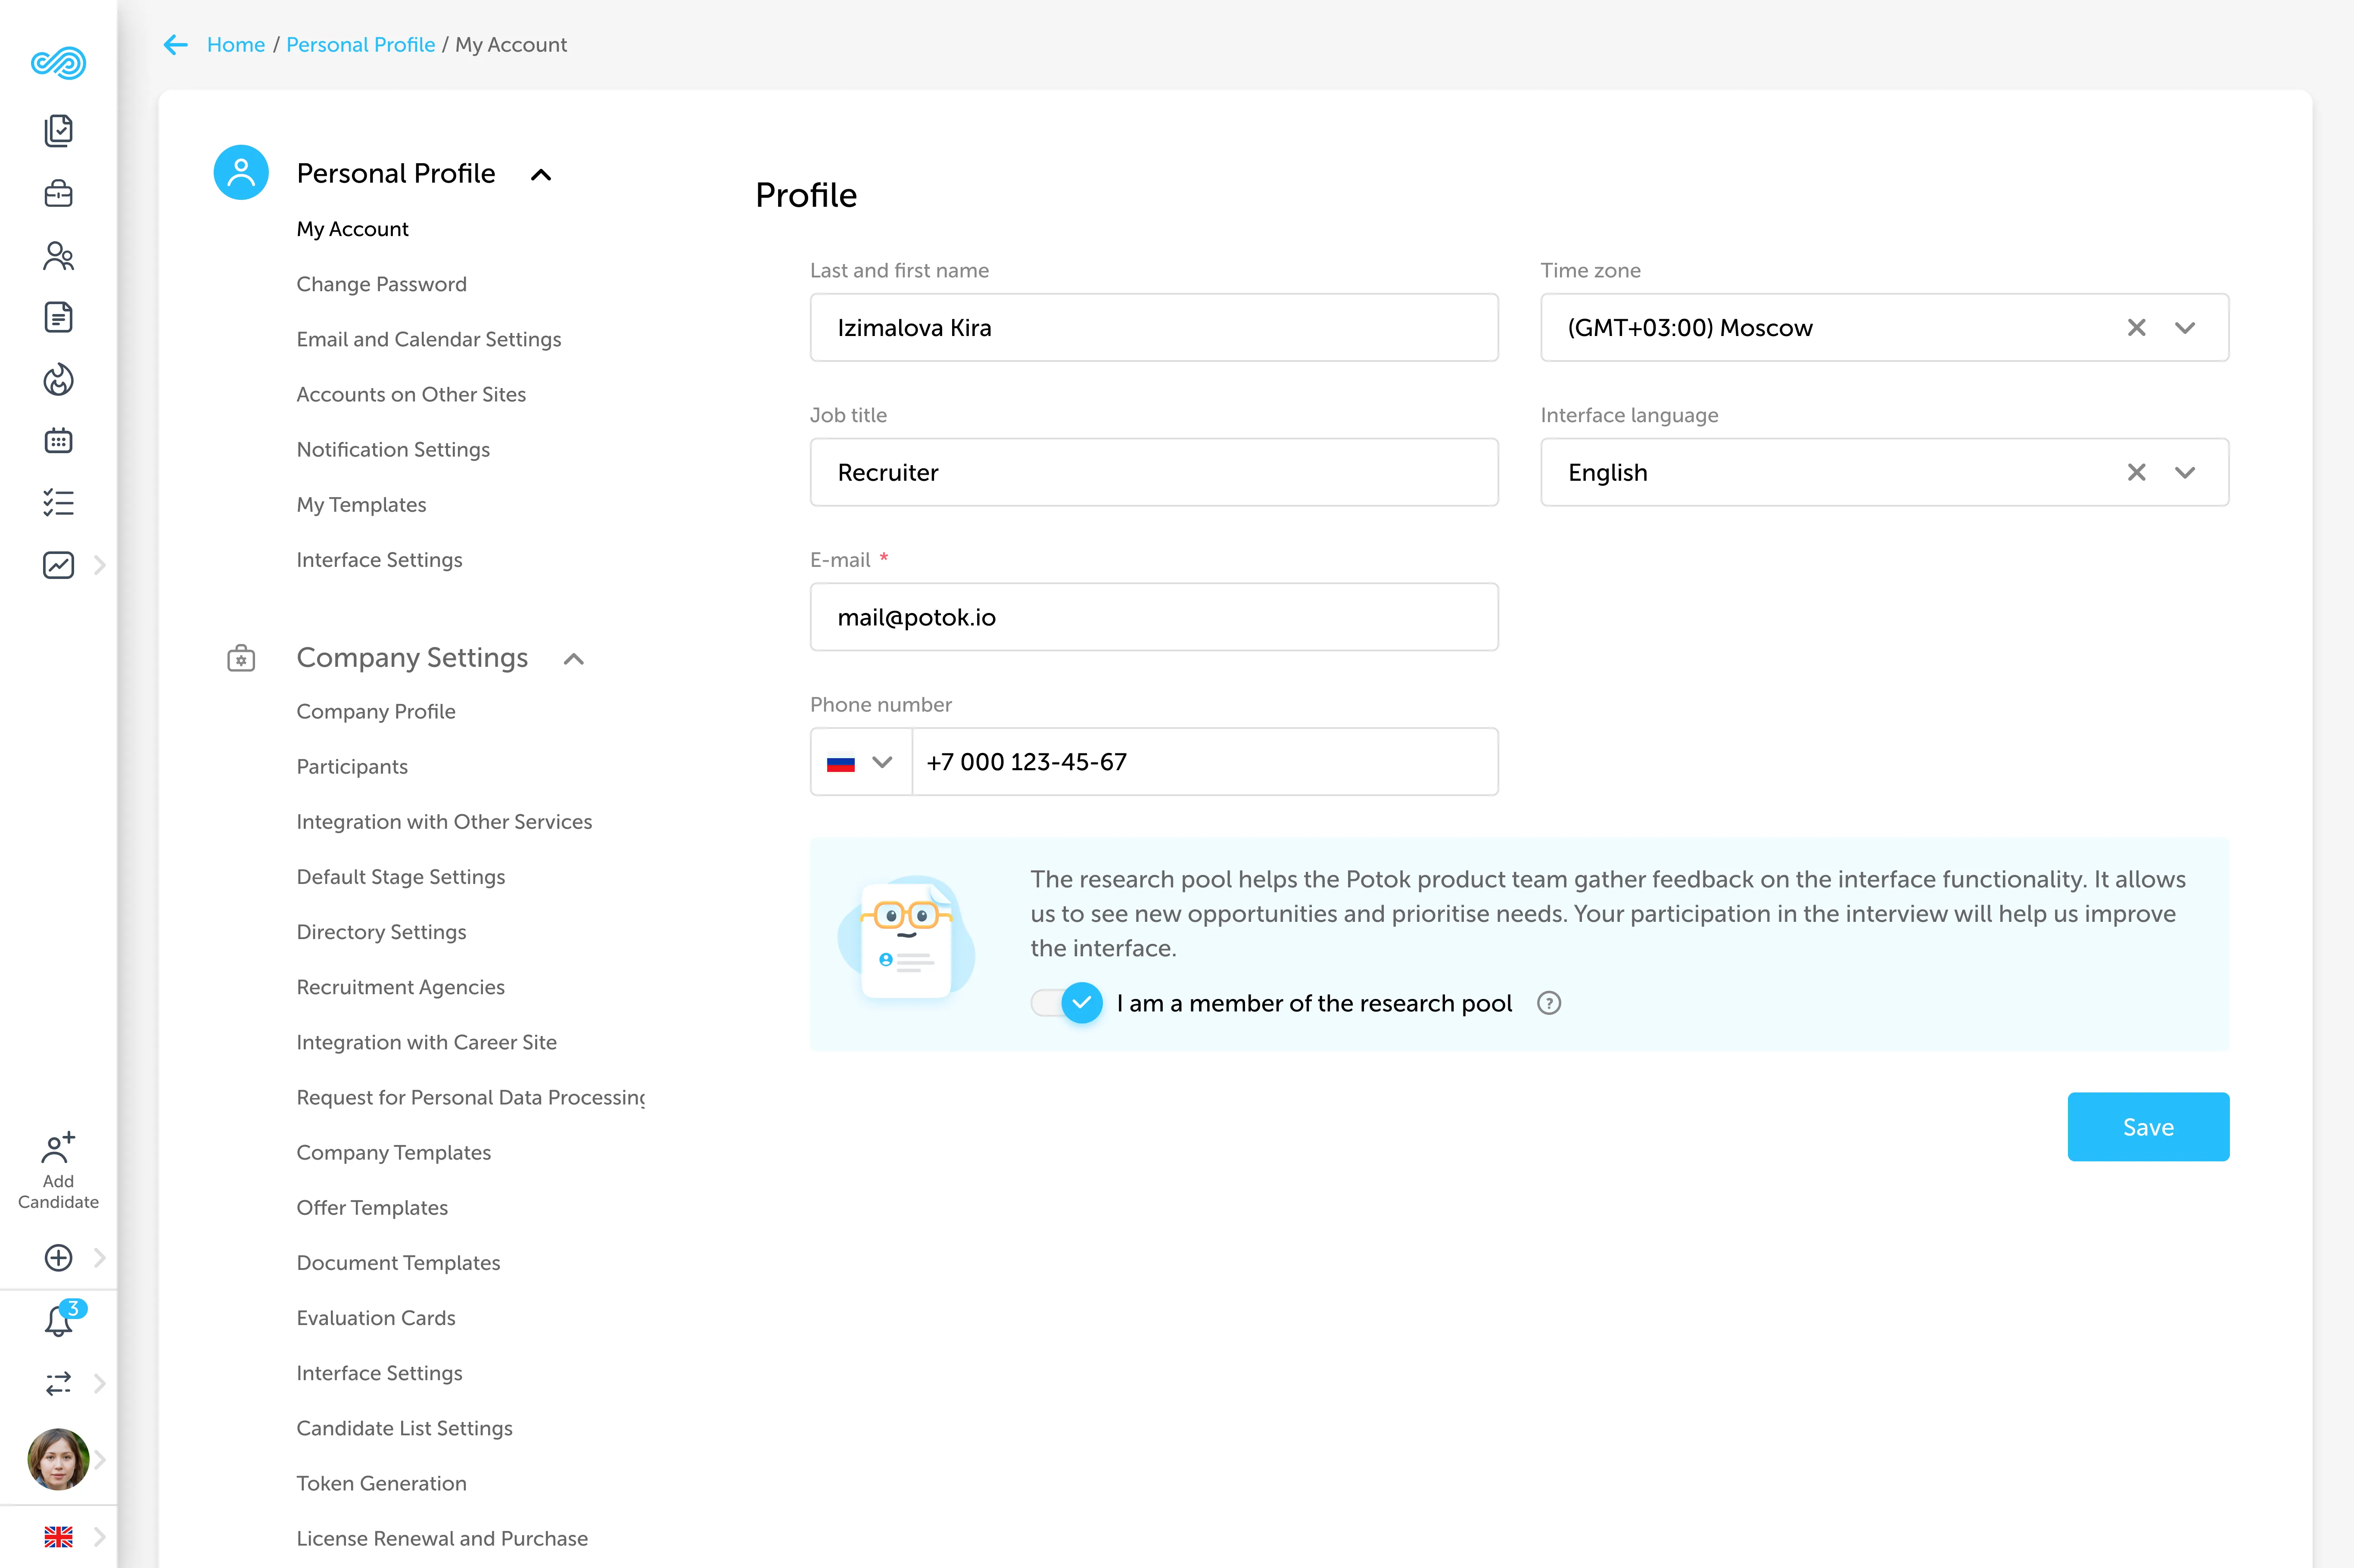 Home / Personal Profile / My Account
Personal Profile
My Account
Change Password
Email and Calendar Settings
Accounts on Other Sites
Notification Settings
My Templates
Interface Settings
Company Settings
Company Profile
Participants
Integration with Other Services
Default Stage Settings
Directory Settings
Recruitment Agencies
Integration with Career Site
Request for Personal Data Processing
Company Templates
Offer Templates
Document Templates
Evaluation Cards
Interface Settings
Candidate List Settings
Token Generation
License Renewal and Purchase
Add
Candidate
3
Profile
Last and first name
Izimalova Kira
Time zone
(GMT+03:00) Moscow
Job title
Recruiter
Interface language
English
E-mail *
mail@potok.io
Phone number
+7 000 123-45-67
The research pool helps the Potok product team gather feedback on the interface functionality. It allows
us to see new opportunities and prioritise needs. Your participation in the interview will help us improve
the interface.
I am a member of the research pool ?
Save